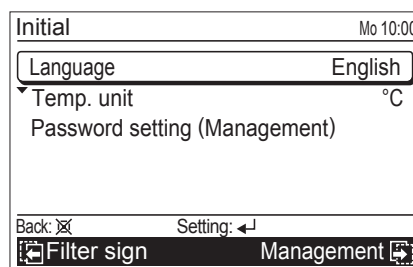 Initial Mo 10:00
Language English
Temp. unit °C
Password setting (Management)
Back: Setting:
Filter sign Management